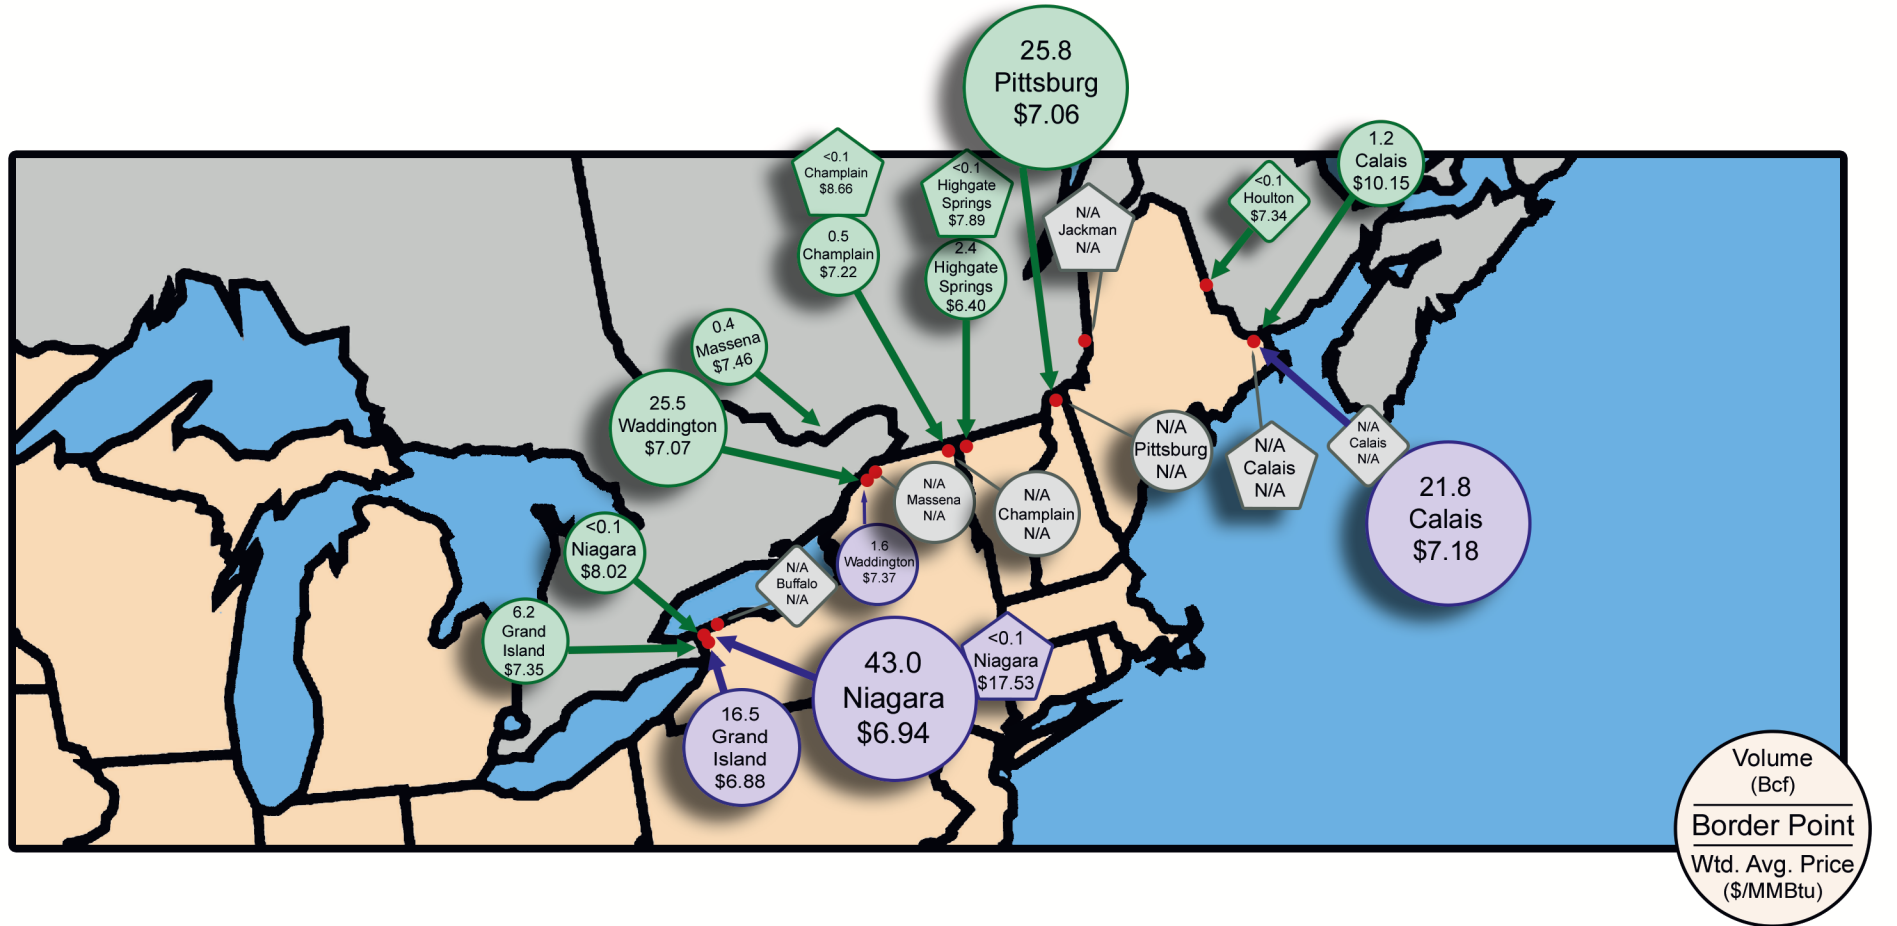 25.8
Pittsburg
$7.06
<0.1
Champlain
$8.66
<0.1
Highgate
Springs
$7.89
N/A
Jackman
N/A
<0.1
Houlton
$7.34
1.2
Calais
$10.15
0.5
Champlain
$7.22
2.4
Highgate
Springs
$6.40
0.4
Massena
$7.46
25.5
Waddington
$7.07
N/A
Pittsburg
N/A
N/A
Calais
N/A
N/A
Calais
N/A
21.8
Calais
$7.18
N/A
Massena
N/A
N/A
Champlain
N/A
<0.1
Niagara
$8.02
N/A
Buffalo
N/A
1.6
Waddington
$7.37
6.2
Grand
Island
$7.35
43.0
Niagara
$6.94
<0.1
Niagara
$17.53
16.5
Grand
Island
$6.88
Volume
(Bcf)
Border Point
Wtd. Avg. Price
($/MMBtu)